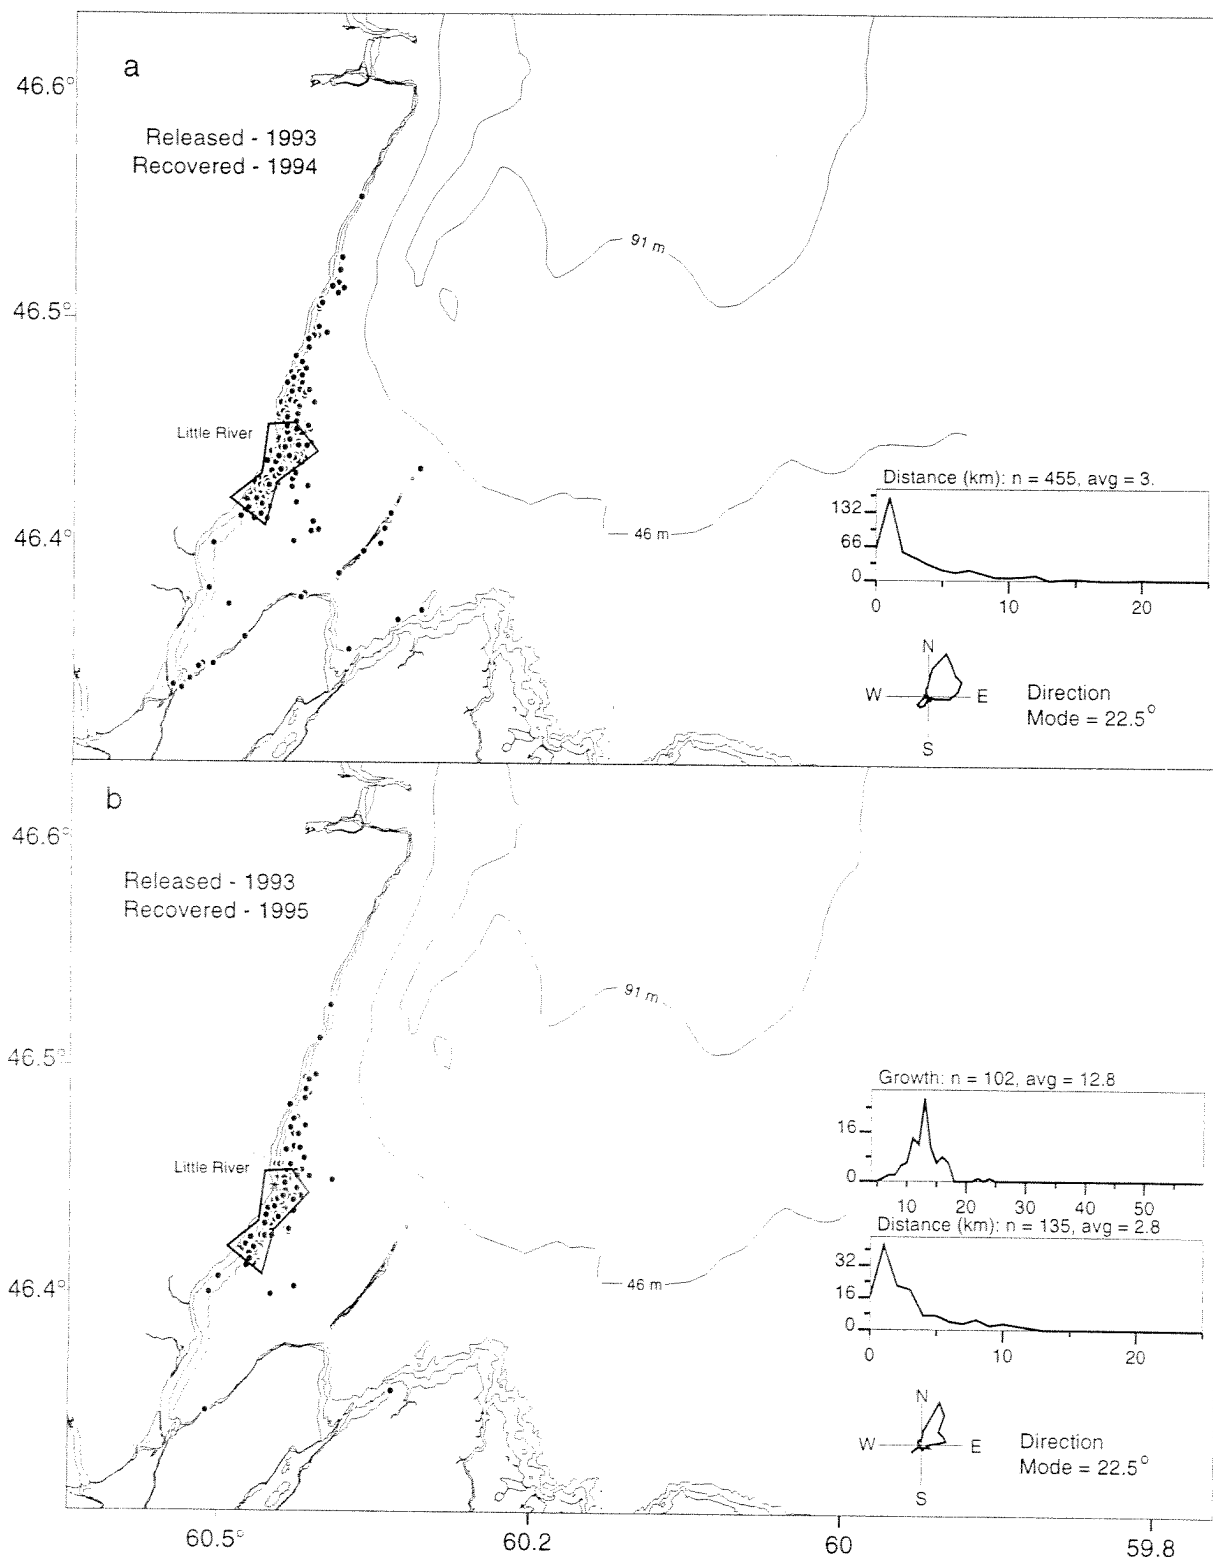 a
46.6°
Released - 1993
Recovered - 1994
91 m
46.5°
Little River
Distance (km): n = 455, avg = 3.
132
66
0
0 10 20
46 m
46.4°
N
W E
S
Direction
Mode = 22.5°
b
46.6°
Released - 1993
Recovered - 1995
91 m
46.5°
Growth: n = 102, avg = 12.8
16
0
10 20 30 40 50
Little River
Distance (km): n = 135, avg = 2.8
32
16
0
0 10 20
46 m
46.4°
N
W E
S
Direction
Mode = 22.5°
60.5° 60.2 60 59.8